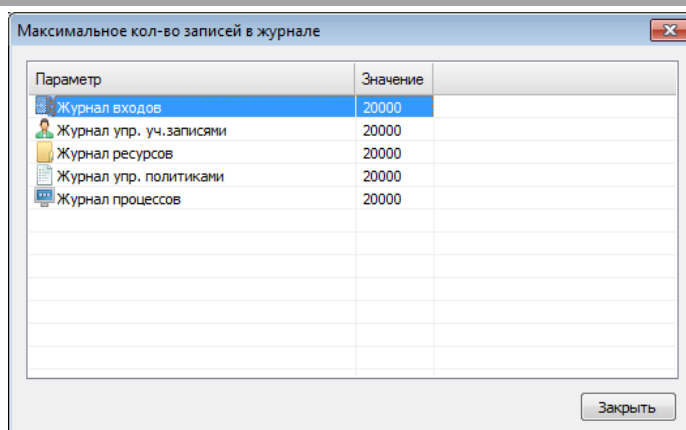 Максимальное кол-во записей в журнале
Параметр Значение
Журнал входов 20000
Журнал упр. уч.записями 20000
Журнал ресурсов 20000
Журнал упр. политиками 20000
Журнал процессов 20000
Закрыть